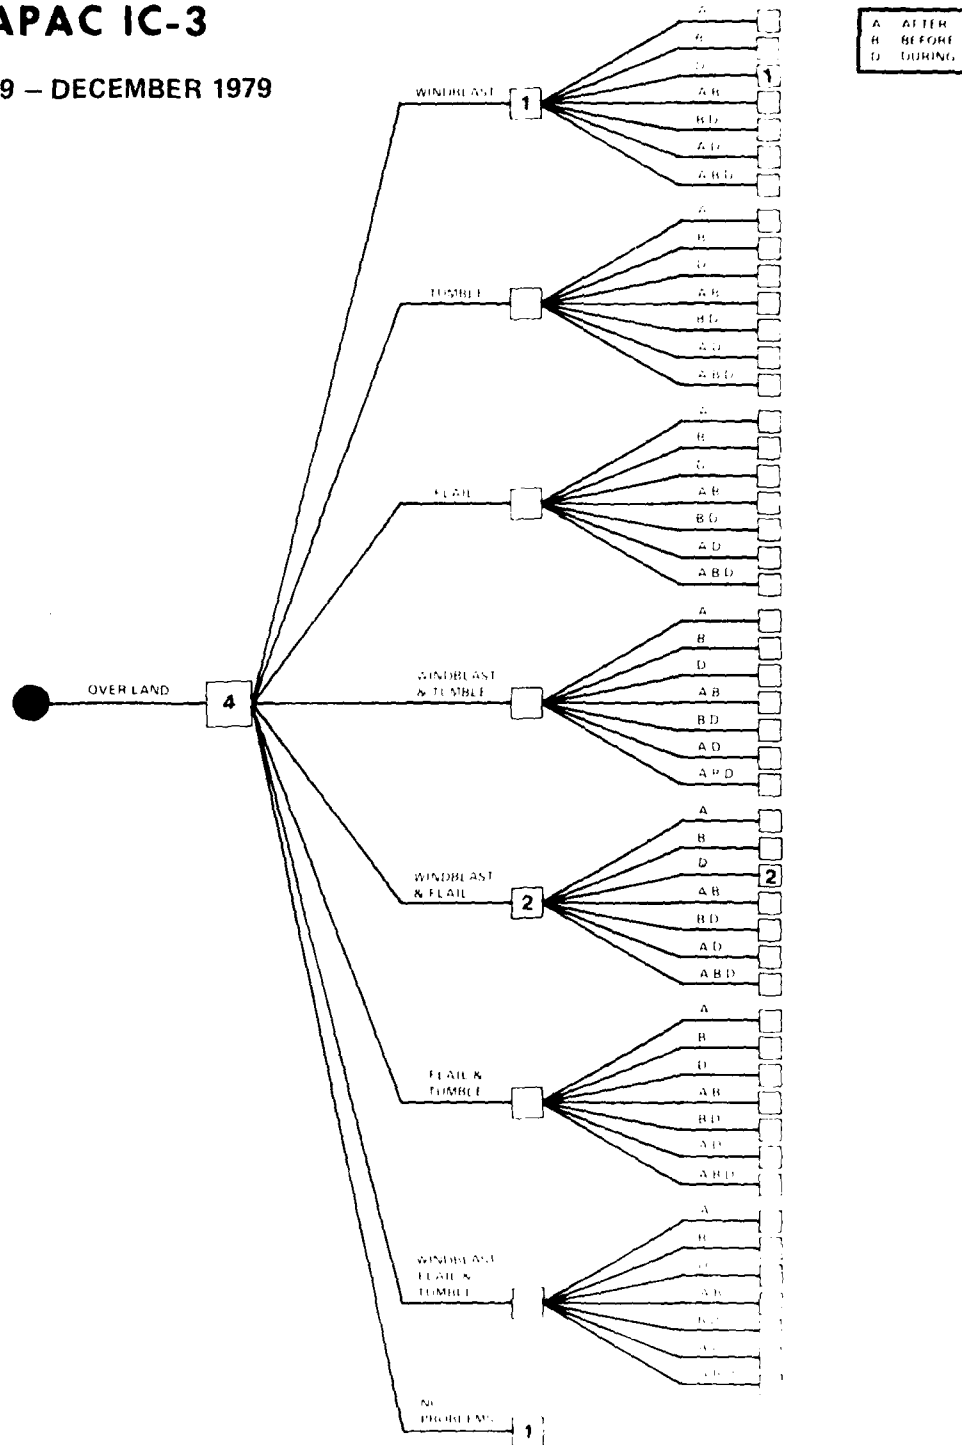 APAC IC-3
9 – DECEMBER 1979
A AFTER
B BEFORE
D DURING
WINDBLAST
1
A
B
D
1
A B
B D
A D
A B D
TUMBLE
A
B
D
A B
B D
A D
A B D
FLAIL
A
B
D
A B
B D
A D
A B D
OVER LAND
4
WINDBLAST
& TUMBLE
A
B
D
A B
B D
A D
A B D
WINDBLAST
& FLAIL
2
A
B
D
2
A B
B D
A D
A B D
FLAIL &
TUMBLE
A
B
D
A B
B D
A D
A B D
WINDBLAST
FLAIL &
TUMBLE
A
B
A B
PROBLEMS
1